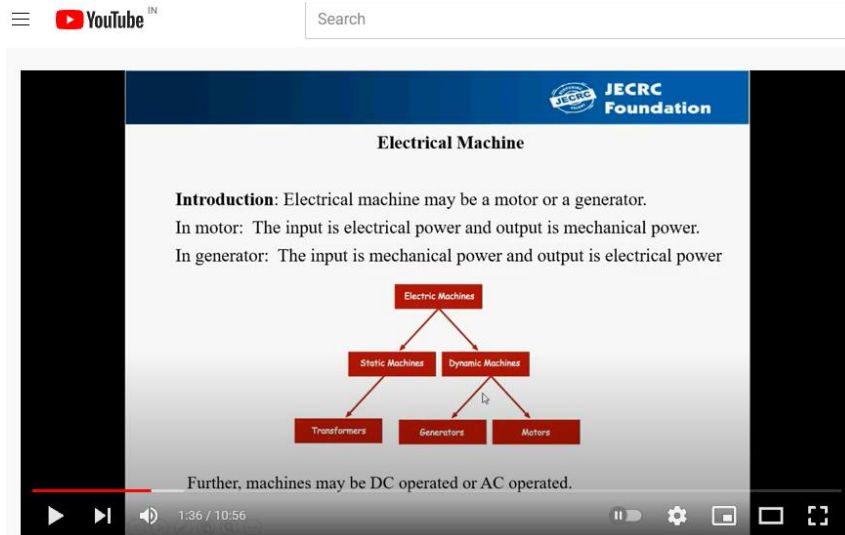 YouTube IN
Search
JECRC
JECRC
Foundation
Electrical Machine
Introduction: Electrical machine may be a motor or a generator.
In motor: The input is electrical power and output is mechanical power.
In generator: The input is mechanical power and output is electrical power
Electric Machines
Static Machines
Dynamic Machines
Transformers
Generators
Motors
Further, machines may be DC operated or AC operated.
1:36 / 10:56